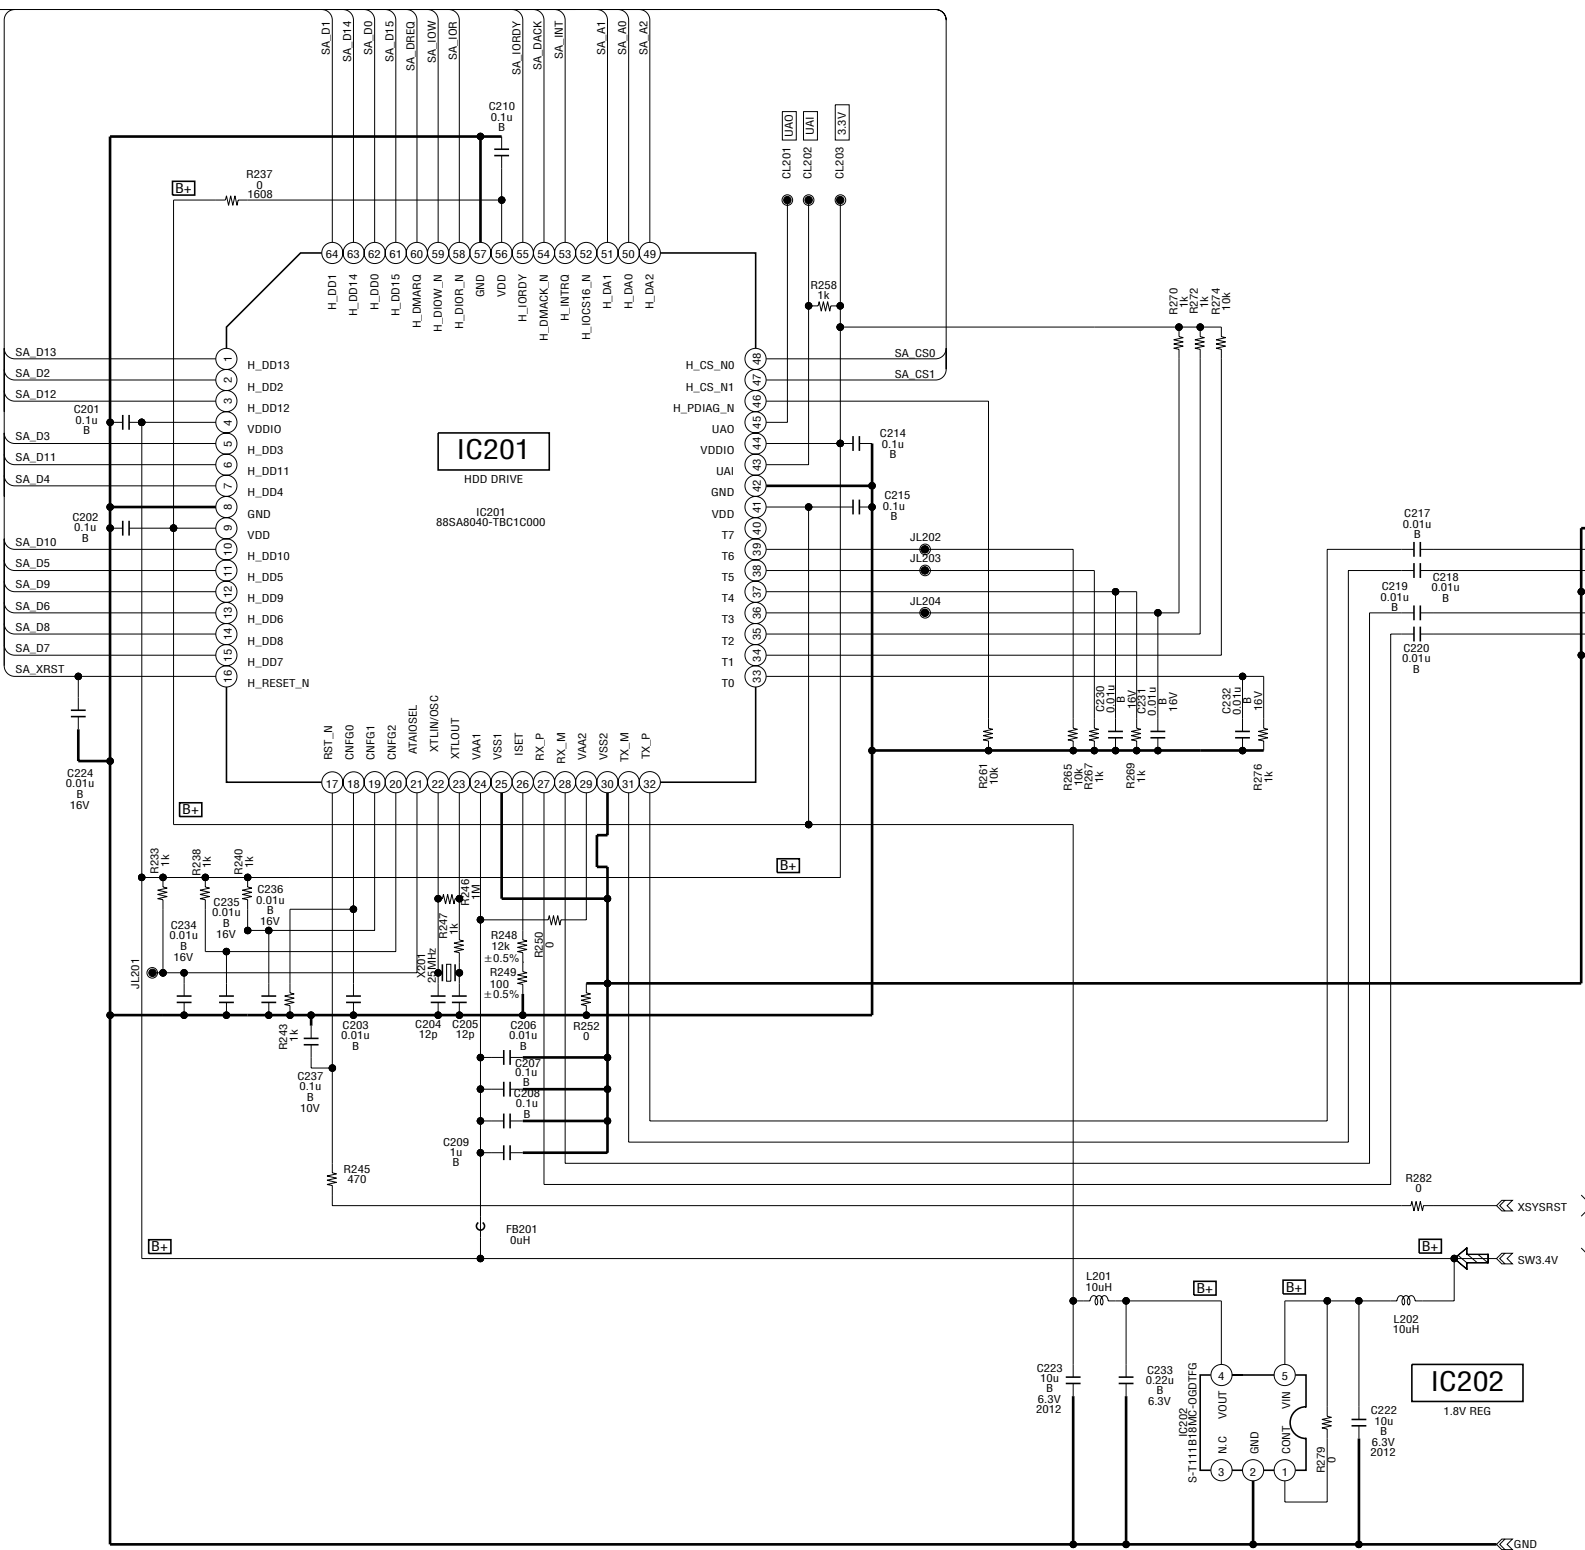 SA_D1
SA_D14
SA_D0
SA_D15
SA_DREQ
SA_IOW
SA_IOR
SA_IORDY
SA_DACK
SA_INT
SA_A1
SA_A0
SA_A2
C210
0.1u
B
UAO
UAI
3.3V
CL201
CL202
CL203
B+
R237
0
1608
64
63
62
61
60
59
58
57
56
55
54
53
52
51
50
49
H_DD1
H_DD14
H_DD0
H_DD15
H_DMARQ
H_DIOW_N
H_DIOR_N
GND
VDD
H_IORDY
H_DMACK_N
H_INTRQ
H_IOCS16_N
H_DA1
H_DA0
H_DA2
R258
1k
R270
1k
R272
1k
R274
10k
SA_D13
SA_D2
SA_D12
C201
0.1u
B
SA_D3
SA_D11
SA_D4
C202
0.1u
B
SA_D10
SA_D5
SA_D9
SA_D6
SA_D8
SA_D7
SA_XRST
1
2
3
4
5
6
7
8
9
10
11
12
13
14
15
16
H_DD13
H_DD2
H_DD12
VDDIO
H_DD3
H_DD11
H_DD4
GND
VDD
H_DD10
H_DD5
H_DD9
H_DD6
H_DD8
H_DD7
H_RESET_N
IC201
HDD DRIVE
IC201
88SA8040-TBC1C000
H_CS_N0
H_CS_N1
H_PDIAG_N
UAO
VDDIO
UAI
GND
VDD
T7
T6
T5
T4
T3
T2
T1
T0
48
47
46
45
44
43
42
41
40
39
38
37
36
35
34
33
SA_CS0
SA_CS1
C214
0.1u
B
C215
0.1u
B
JL202
JL203
JL204
C217
0.01u
B
C218
0.01u
B
C219
0.01u
B
C220
0.01u
B
C230
0.01u
B
16V
C231
0.01u
B
16V
C232
0.01u
B
16V
R261
10k
R265
10k
R267
1k
R269
1k
R276
1k
C224
0.01u
B
16V
RST_N
CNFG0
CNFG1
CNFG2
ATAIOSEL
XTLIN/OSC
XTLOUT
VAA1
VSS1
ISET
RX_P
RX_M
VAA2
VSS2
TX_M
TX_P
17
18
19
20
21
22
23
24
25
26
27
28
29
30
31
32
B+
B+
R233
1k
R238
1k
R240
1k
C234
0.01u
B
16V
C235
0.01u
B
16V
C236
0.01u
B
16V
R246
1M
R247
1k
X201
25MHz
R248
12k
±0.5%
R249
100
±0.5%
R250
0
JL201
R243
1k
C203
0.01u
B
C204
12p
C205
12p
C206
0.01u
B
R252
0
C207
0.1u
B
C208
0.1u
B
C209
1u
B
C237
0.1u
B
10V
R245
470
FB201
0uH
R282
0
XSYSRST
B+
B+
SW3.4V
L201
10uH
B+
B+
L202
10uH
C223
10u
B
6.3V
2012
C233
0.22u
B
6.3V
IC202
S-T111B18MC-OGDTFG
4
5
VOUT
VIN
N.C
GND
CONT
3
2
1
R279
0
C222
10u
B
6.3V
2012
IC202
1.8V REG
GND